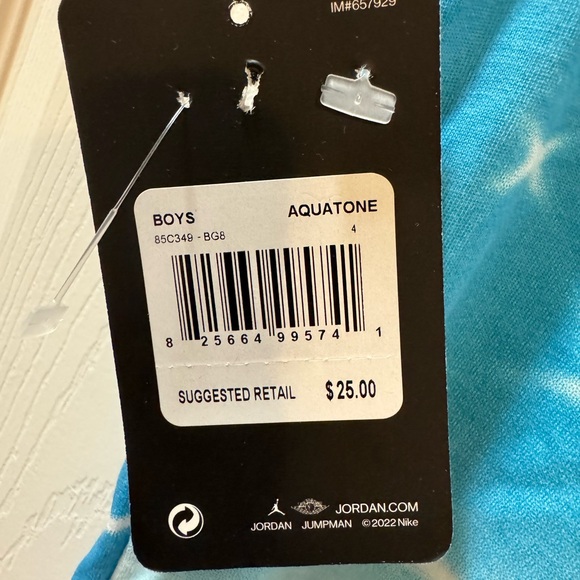 IM#657929
BOYS AQUATONE
85C349 - BG8 4
8 25664 99574 1
SUGGESTED RETAIL $25.00
JORDAN.COM
JORDAN JUMPMAN ©2022 Nike